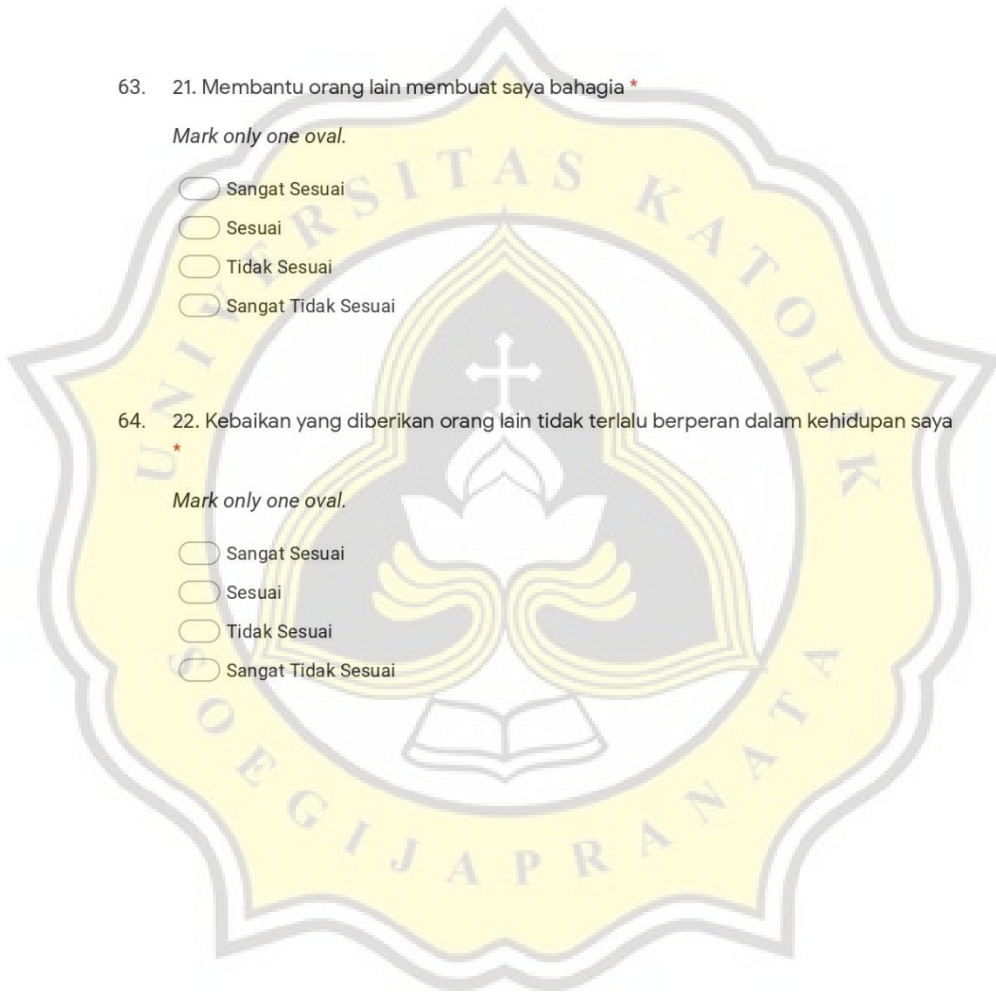 63. 21. Membantu orang lain membuat saya bahagia *
Mark only one oval.
Sangat Sesuai
Sesuai
Tidak Sesuai
Sangat Tidak Sesuai
64. 22. Kebaikan yang diberikan orang lain tidak terlalu berperan dalam kehidupan saya
*
Mark only one oval.
Sangat Sesuai
Sesuai
Tidak Sesuai
Sangat Tidak Sesuai
UNIVERSITAS KATOLIK
SOEGIJAPRANATA